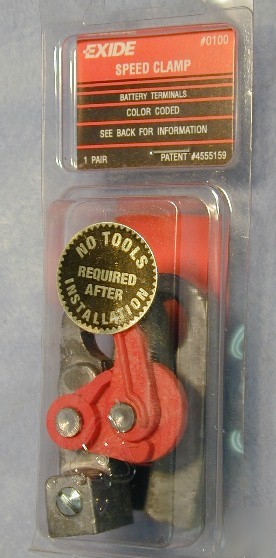 EXIDE #0100
SPEED CLAMP
BATTERY TERMINALS
COLOR CODED
SEE BACK FOR INFORMATION
1 PAIR PATENT #4555159
NO TOOLS
REQUIRED
AFTER
INSTALLATION